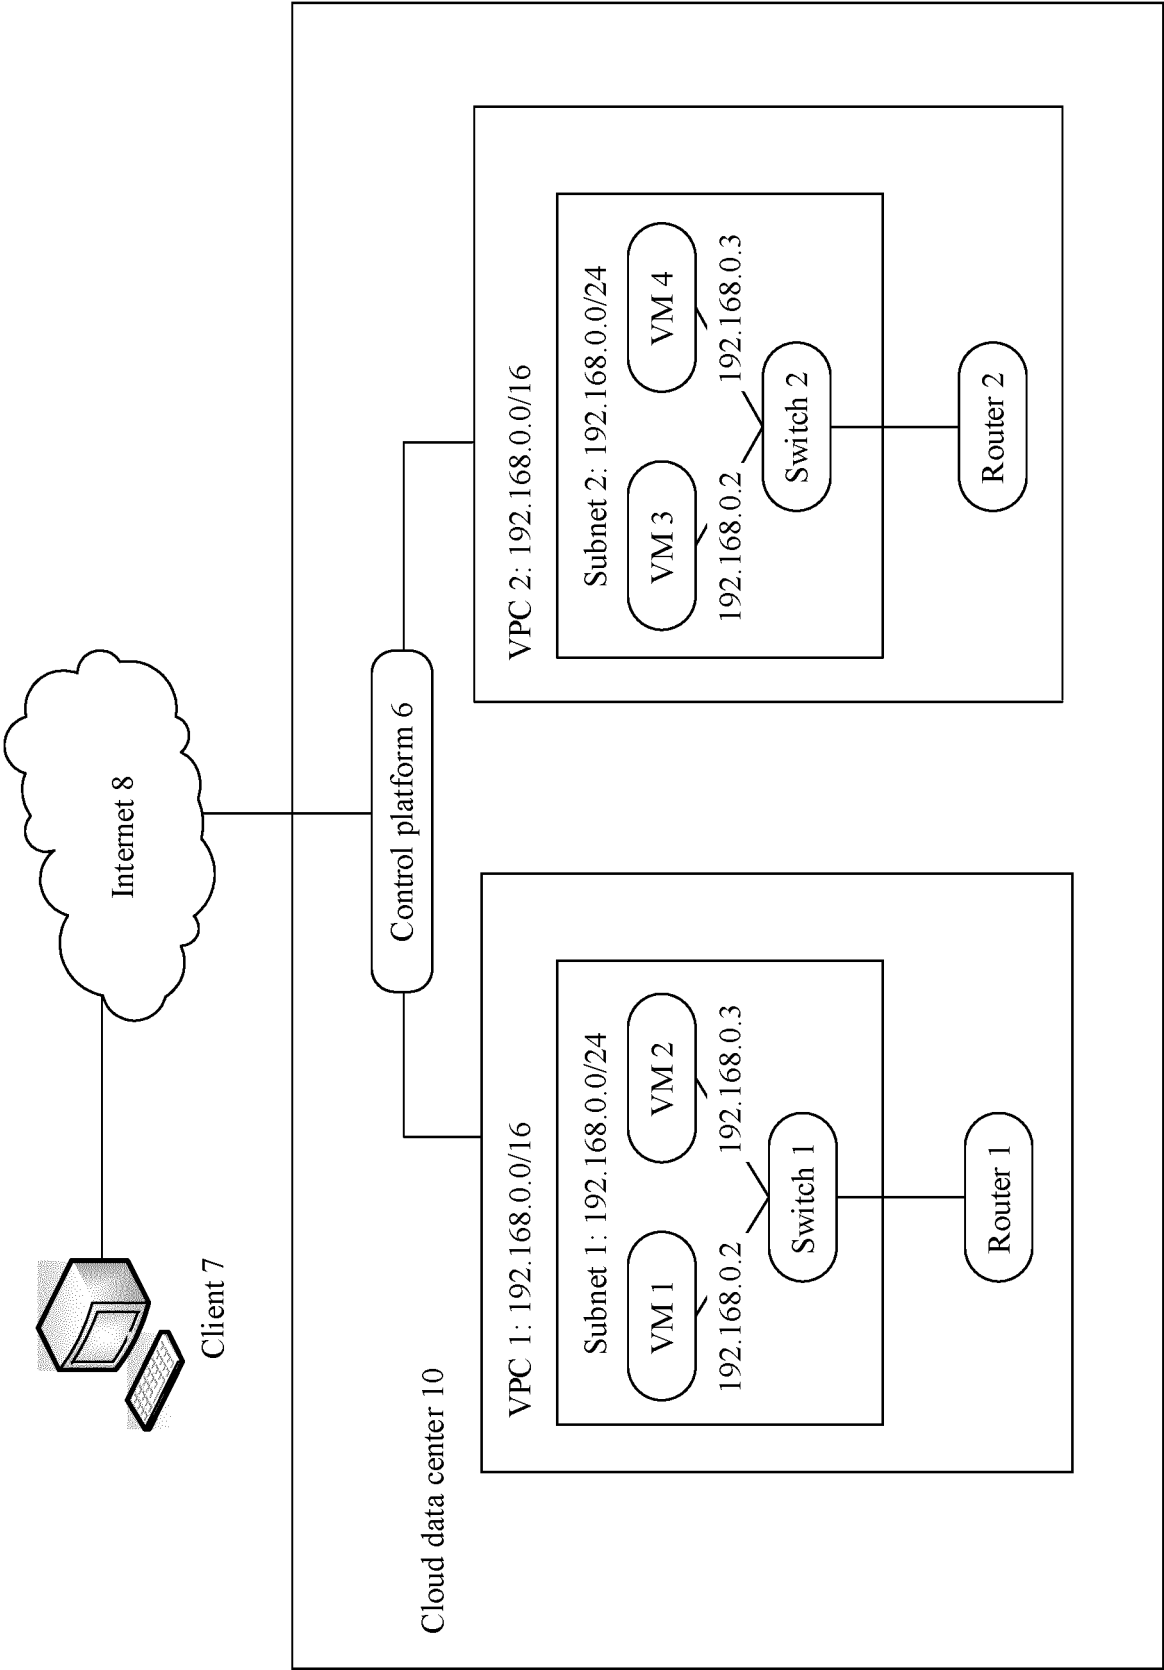 Internet 8
Client 7
Cloud data center 10
Control platform 6
VPC 1: 192.168.0.0/16
Subnet 1: 192.168.0.0/24
VM 1
VM 2
192.168.0.2
192.168.0.3
Switch 1
Router 1
VPC 2: 192.168.0.0/16
Subnet 2: 192.168.0.0/24
VM 3
VM 4
192.168.0.2
192.168.0.3
Switch 2
Router 2